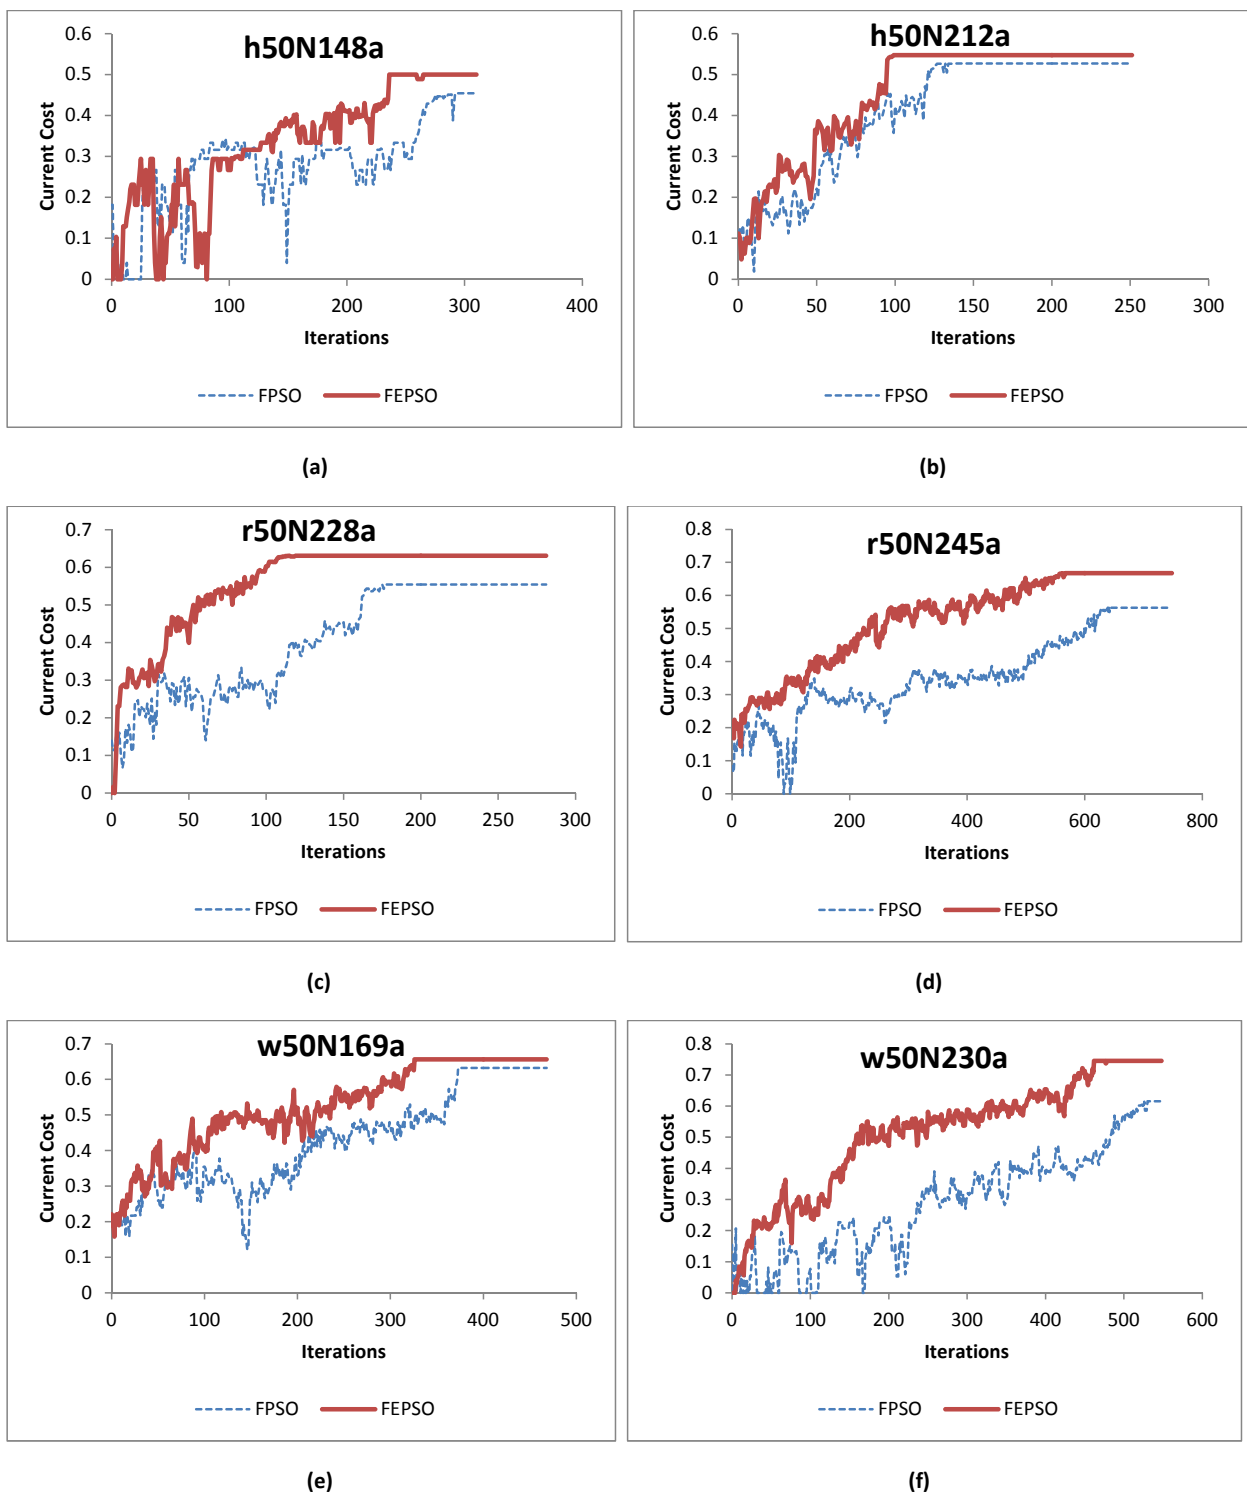 h50N148a
0.6
0.5
0.4
0.3
0.2
0.1
0
Current Cost
0 100 200 300 400
Iterations
FPSO FEPSO
(a)
h50N212a
0.6
0.5
0.4
0.3
0.2
0.1
0
Current Cost
0 50 100 150 200 250 300
Iterations
FPSO FEPSO
(b)
r50N228a
0.7
0.6
0.5
0.4
0.3
0.2
0.1
0
Current Cost
0 50 100 150 200 250 300
Iterations
FPSO FEPSO
(c)
r50N245a
0.8
0.7
0.6
0.5
0.4
0.3
0.2
0.1
0
Current Cost
0 200 400 600 800
Iterations
FPSO FEPSO
(d)
w50N169a
0.7
0.6
0.5
0.4
0.3
0.2
0.1
0
Current Cost
0 100 200 300 400 500
Iterations
FPSO FEPSO
(e)
w50N230a
0.8
0.7
0.6
0.5
0.4
0.3
0.2
0.1
0
Current Cost
0 100 200 300 400 500 600
Iterations
FPSO FEPSO
(f)